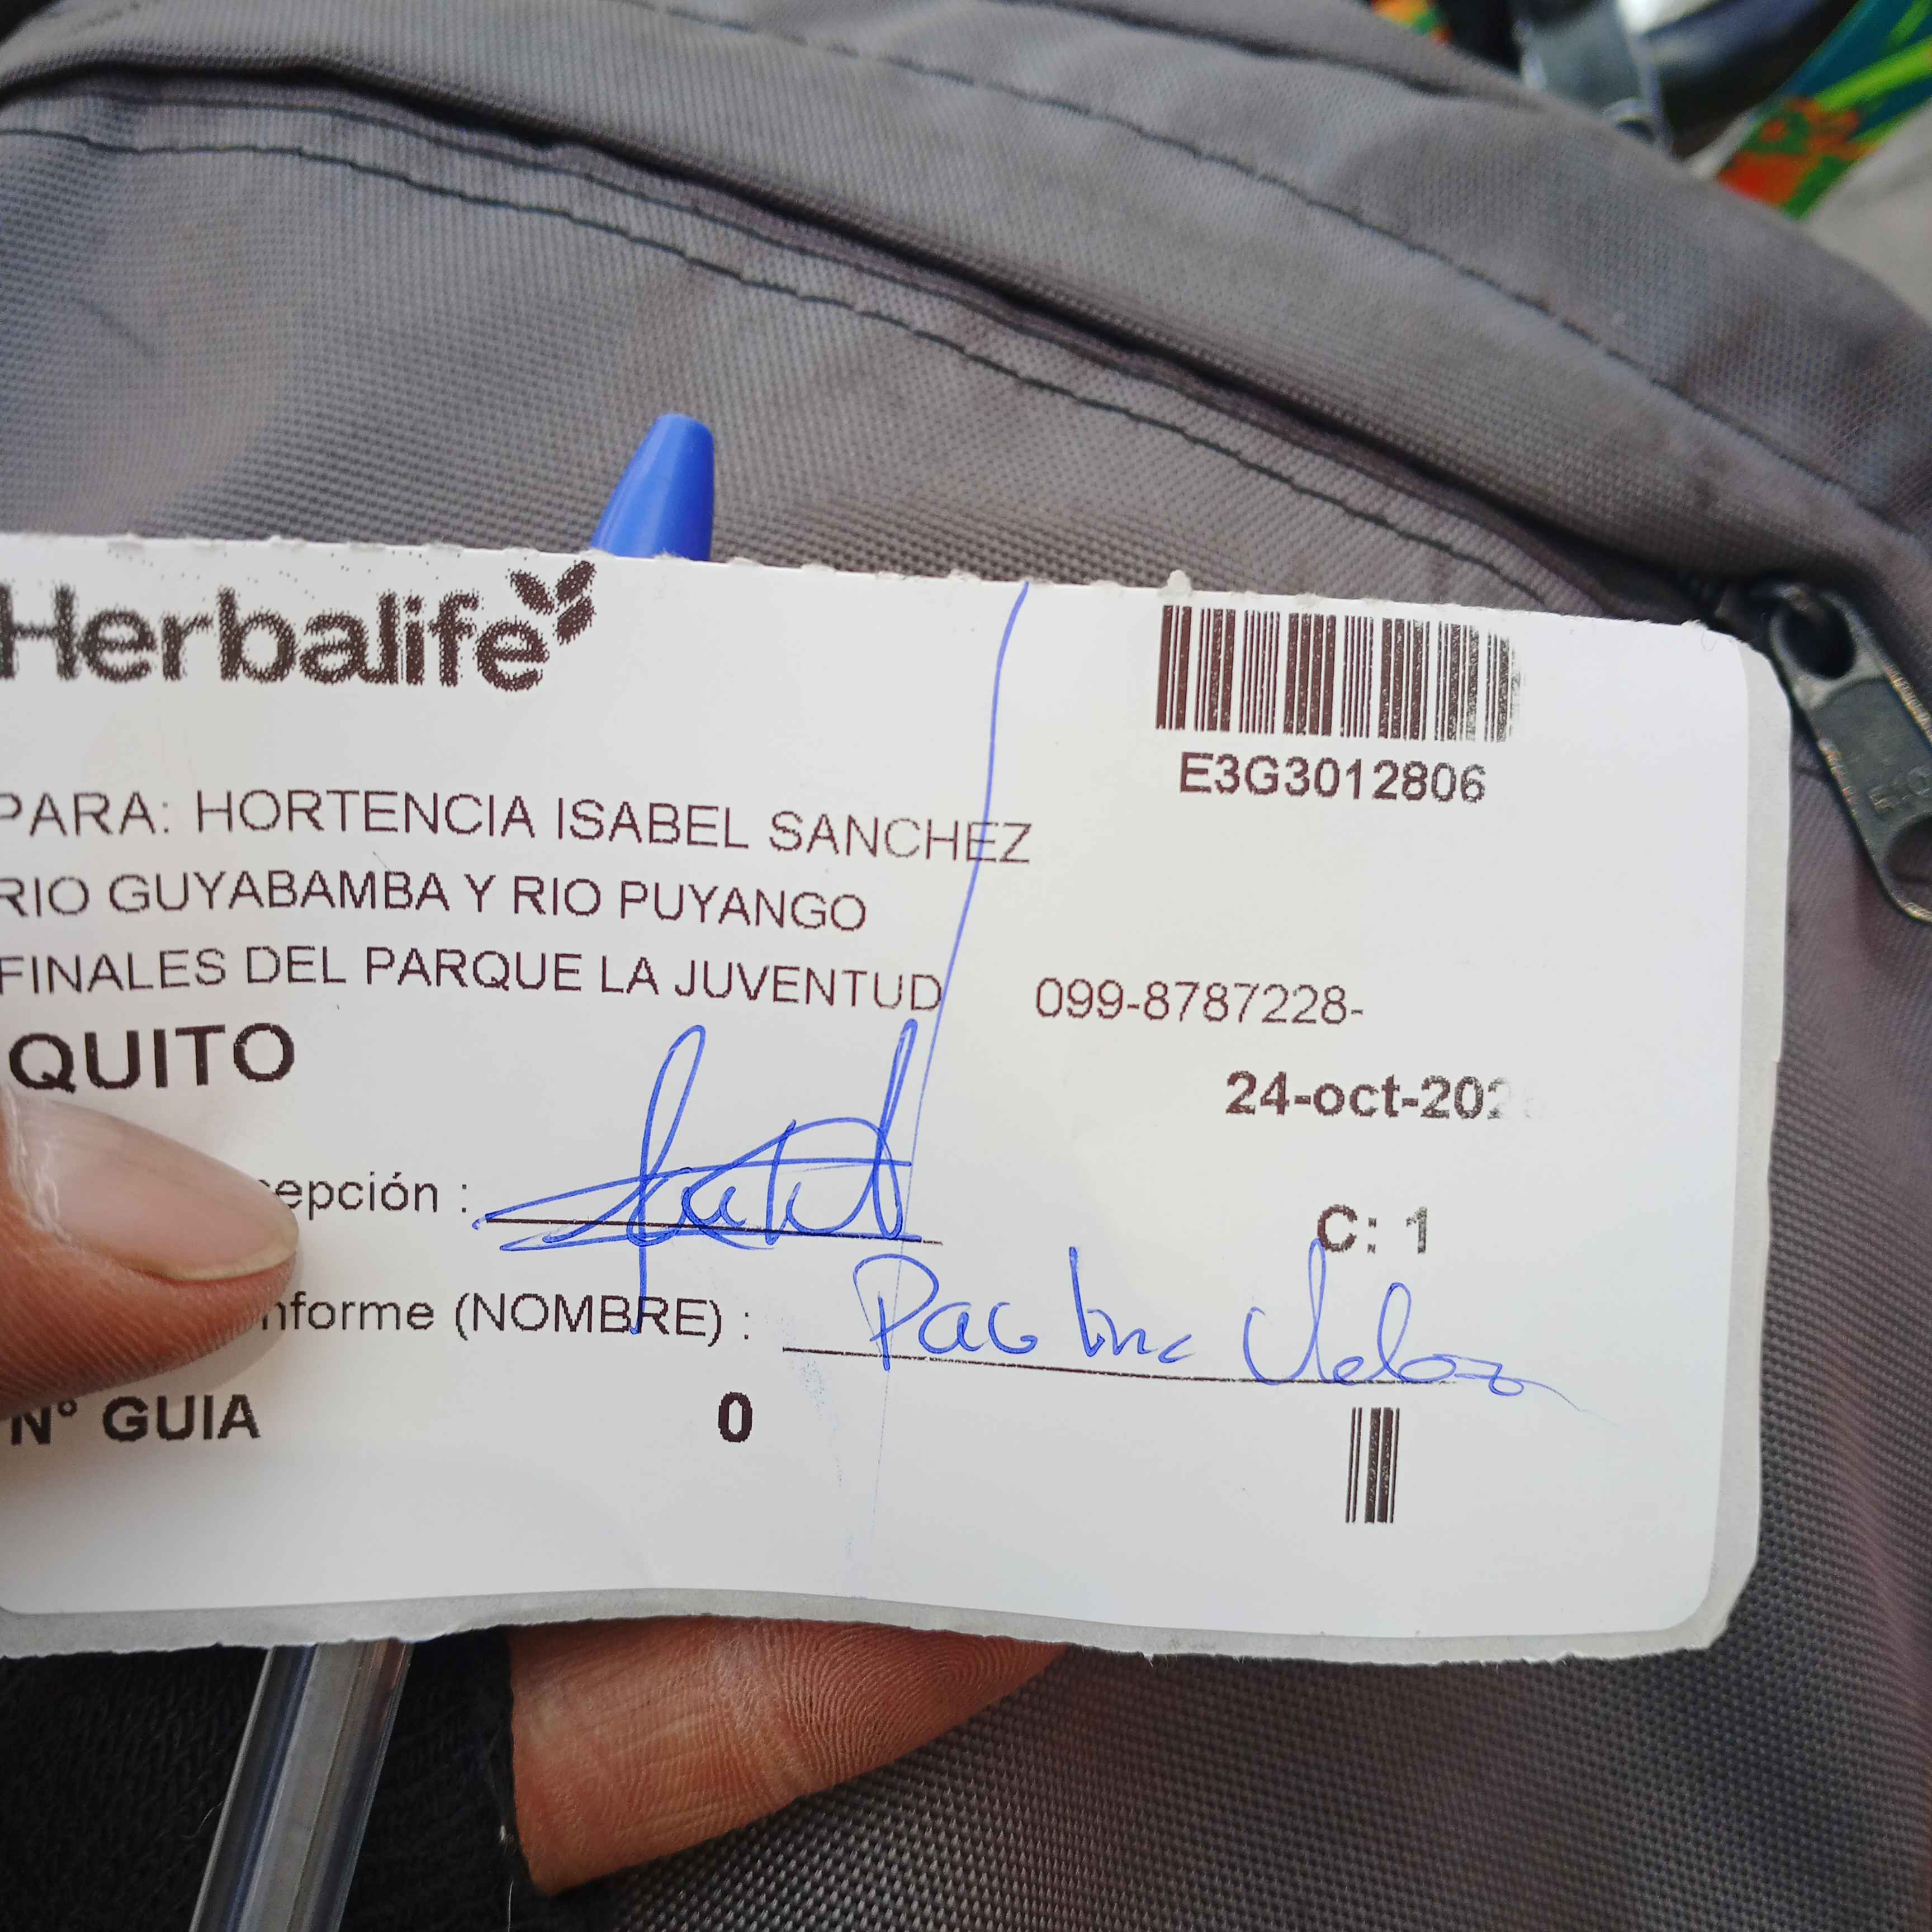 Herbalife
E3G3012806
PARA: HORTENCIA ISABEL SANCHEZ
RIO GUYABAMBA Y RIO PUYANGO
FINALES DEL PARQUE LA JUVENTUD 099-8787228-
QUITO
24-oct-202
epción :
C: 1
nforme (NOMBRE) : Veloz
N° GUIA 0